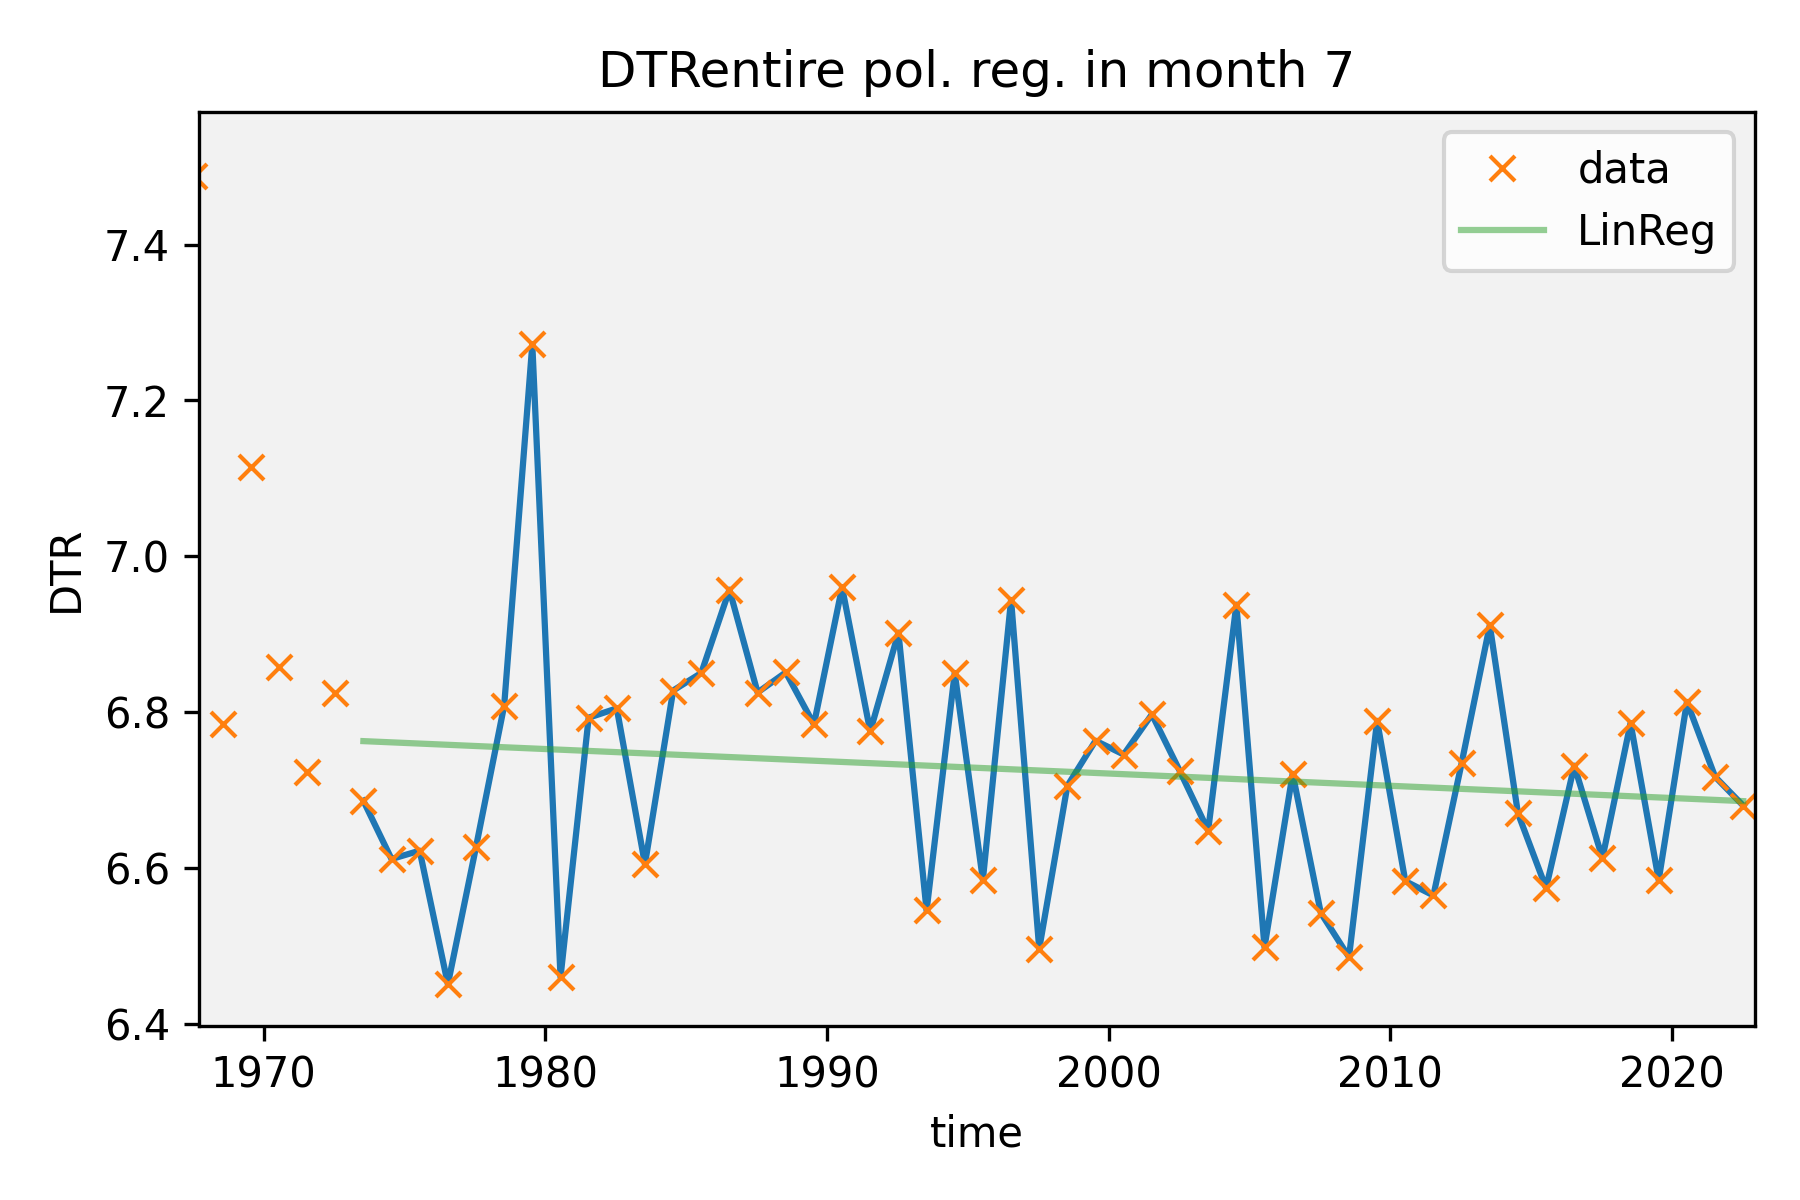 DTRentire pol. reg. in month 7
data
LinReg
7.4
7.2
7.0
6.8
6.6
6.4
DTR
1970 1980 1990 2000 2010 2020
time